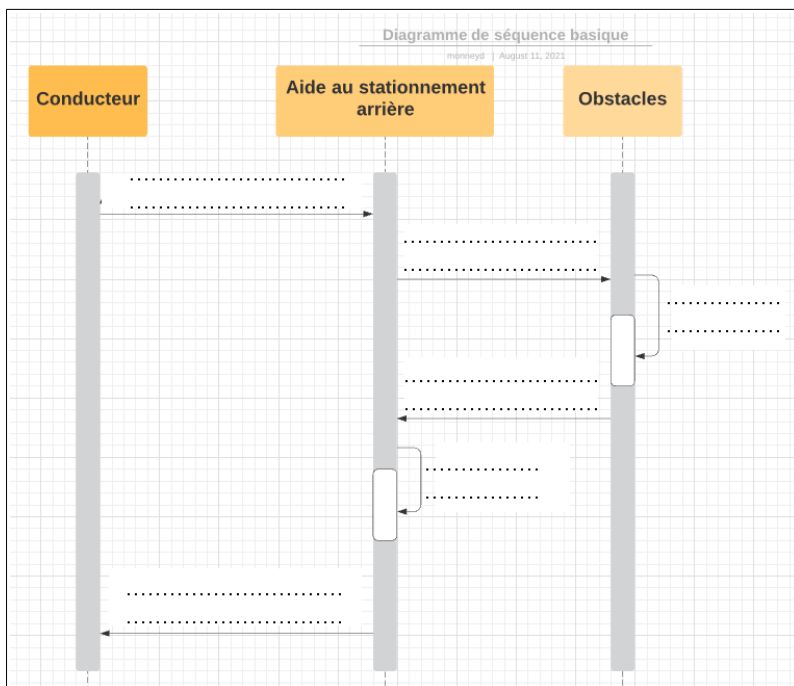 Diagramme de séquence basique
monneyd | August 11, 2021
Conducteur
Aide au stationnement
arrière
Obstacles